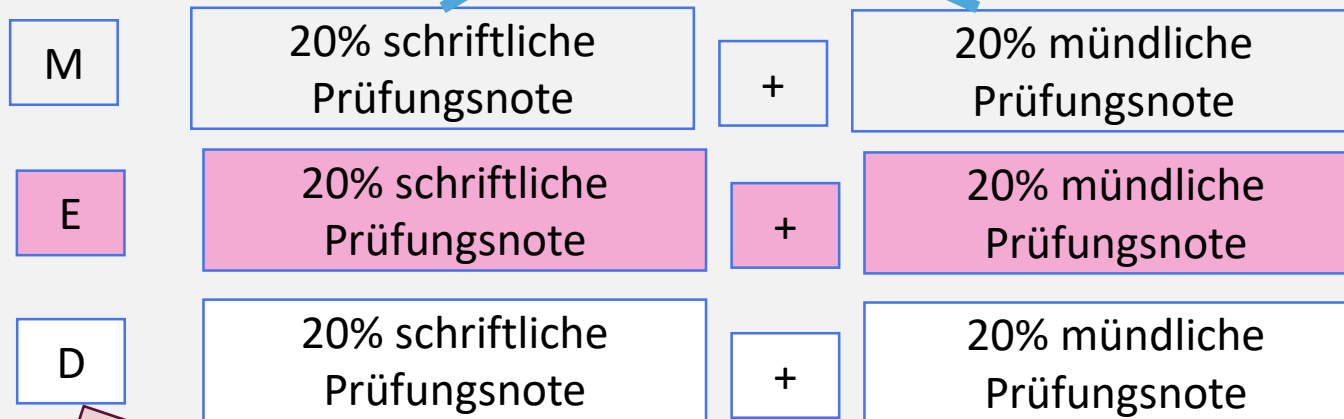 M
20% schriftliche
Prüfungsnote
+
20% mündliche
Prüfungsnote
E
20% schriftliche
Prüfungsnote
+
20% mündliche
Prüfungsnote
D
20% schriftliche
Prüfungsnote
+
20% mündliche
Prüfungsnote